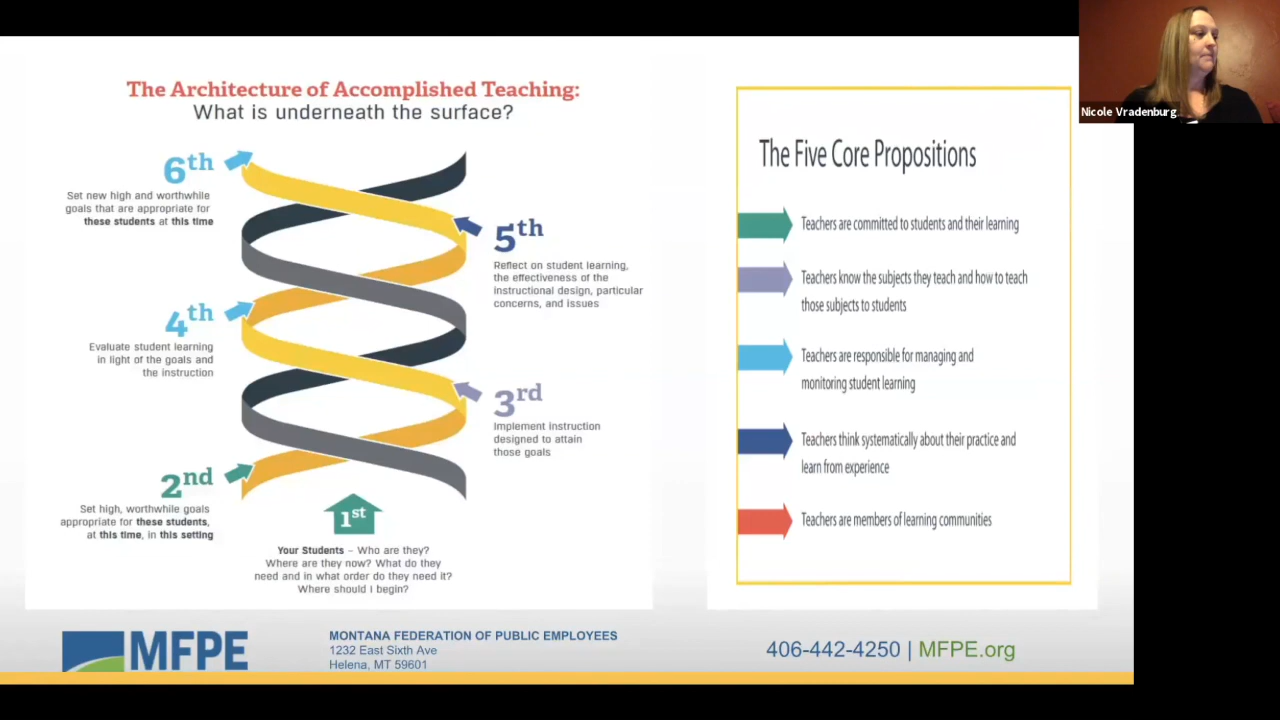 The Architecture of Accomplished Teaching:
What is underneath the surface?
6th
Set new high and worthwhile
goals that are appropriate for
these students at this time
5th
Reflect on student learning,
the effectiveness of the
instructional design, particular
concerns, and issues
4th
Evaluate student learning
in light of the goals and
the instruction
3rd
Implement instruction
designed to attain
those goals
2nd
Set high, worthwhile goals
appropriate for these students,
at this time, in this setting
1st
Your Students – Who are they?
Where are they now? What do they
need and in what order do they need it?
Where should I begin?
The Five Core Propositions
Teachers are committed to students and their learning
Teachers know the subjects they teach and how to teach
those subjects to students
Teachers are responsible for managing and
monitoring student learning
Teachers think systematically about their practice and
learn from experience
Teachers are members of learning communities
Nicole Vradenburg
MFPE
MONTANA FEDERATION OF PUBLIC EMPLOYEES
1232 East Sixth Ave
Helena, MT 59601
406-442-4250 | MFPE.org